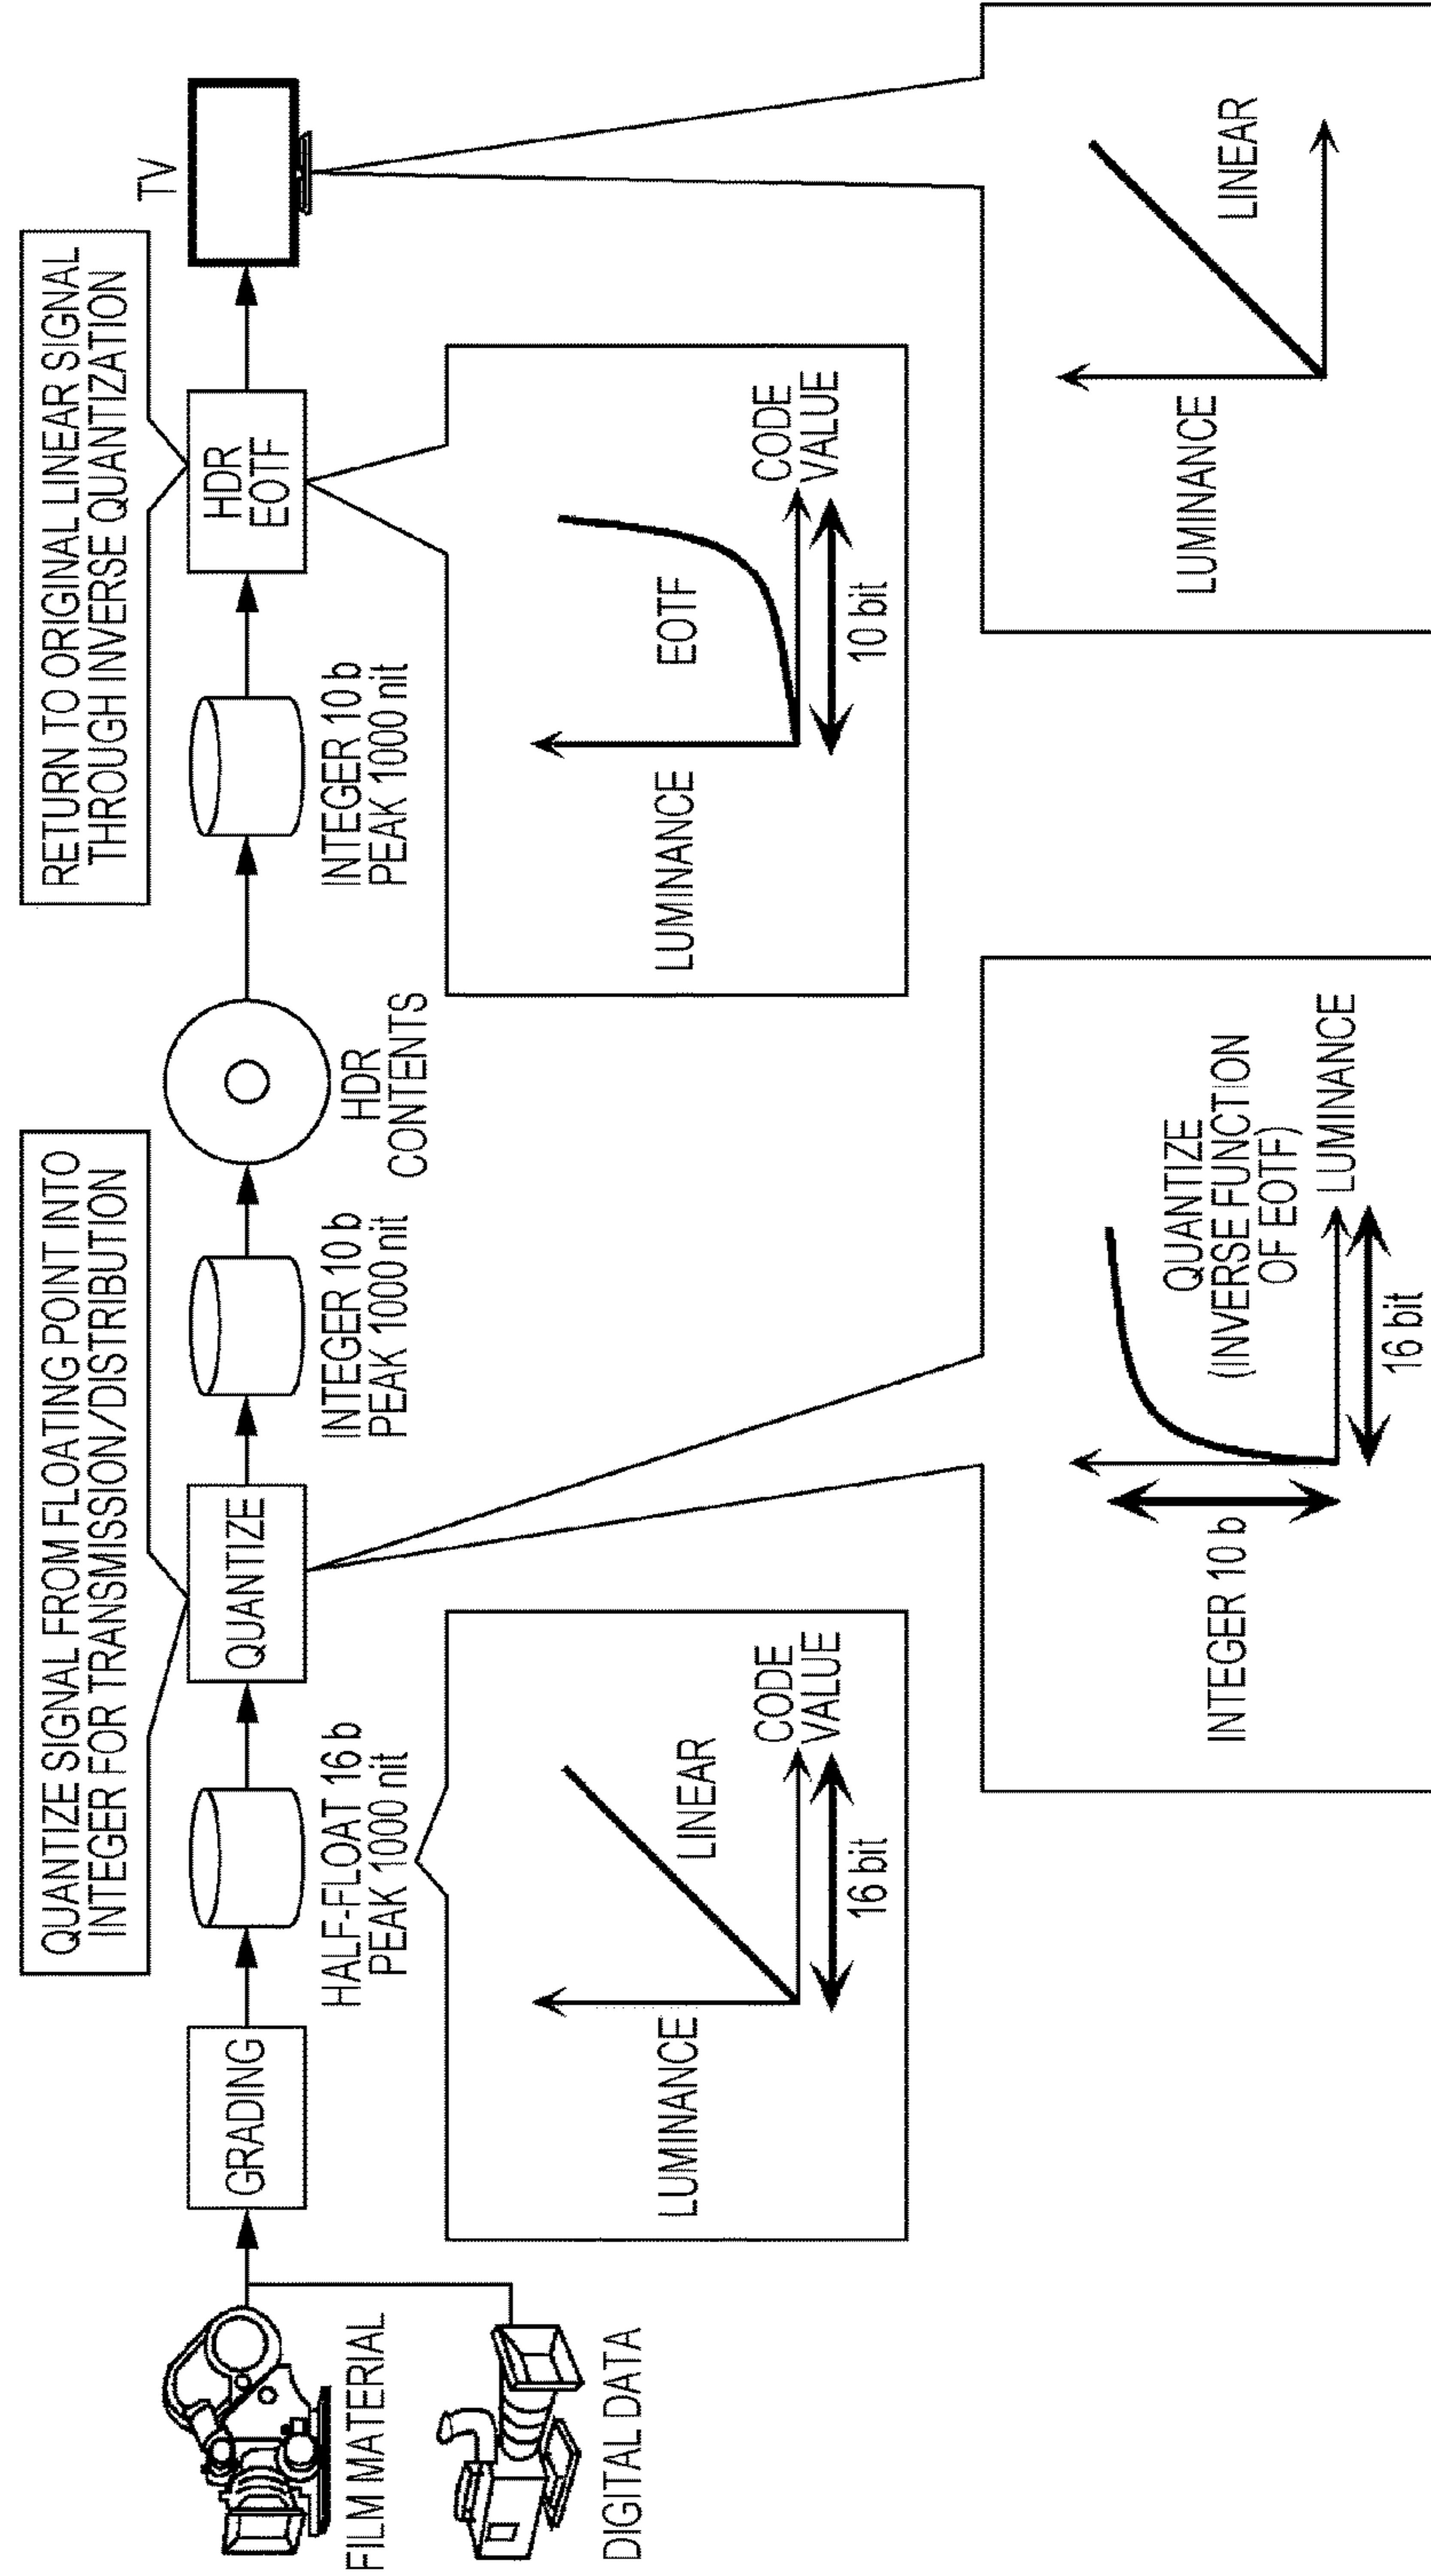 QUANTIZE SIGNAL FROM FLOATING POINT INTO
INTEGER FOR TRANSMISSION/DISTRIBUTION
RETURN TO ORIGINAL LINEAR SIGNAL
THROUGH INVERSE QUANTIZATION
TV
GRADING
QUANTIZE
HDR
EOTF
FILM MATERIAL
DIGITAL DATA
HALF-FLOAT 16 b
PEAK 1000 nit
INTEGER 10 b
PEAK 1000 nit
HDR
CONTENTS
INTEGER 10 b
PEAK 1000 nit
LUMINANCE
LINEAR
CODE
VALUE
16 bit
LUMINANCE
EOTF
CODE
VALUE
10 bit
INTEGER 10 b
QUANTIZE
(INVERSE FUNCTION
OF EOTF)
LUMINANCE
16 bit
LUMINANCE
LINEAR